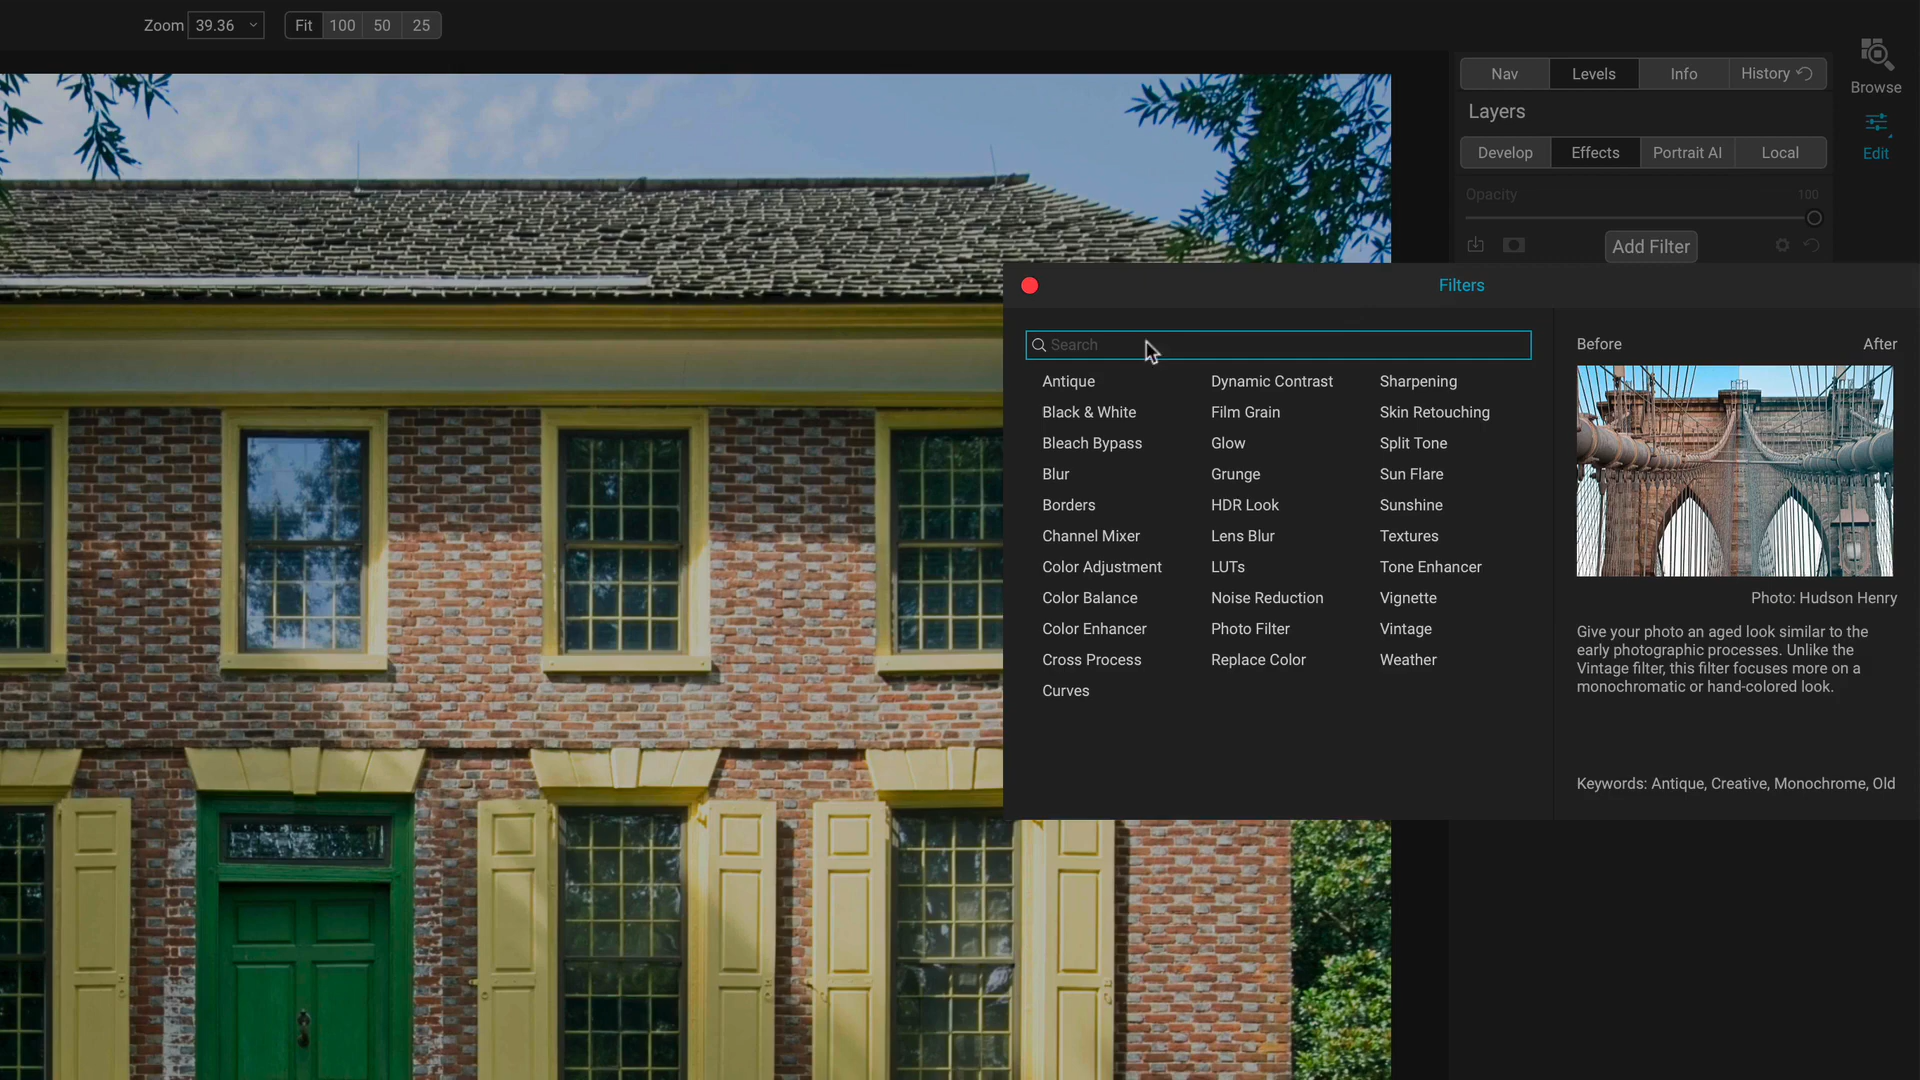 Zoom 39.36 Fit 100 50 25
Browse
Edit
Nav Levels Info History
Layers
Develop Effects Portrait AI Local
Opacity 100
Add Filter
Filters
Search
Antique
Black & White
Bleach Bypass
Blur
Borders
Channel Mixer
Color Adjustment
Color Balance
Color Enhancer
Cross Process
Curves
Dynamic Contrast
Film Grain
Glow
Grunge
HDR Look
Lens Blur
LUTs
Noise Reduction
Photo Filter
Replace Color
Sharpening
Skin Retouching
Split Tone
Sun Flare
Sunshine
Textures
Tone Enhancer
Vignette
Vintage
Weather
Before After
Photo: Hudson Henry
Give your photo an aged look similar to the
early photographic processes. Unlike the
Vintage filter, this filter focuses more on a
monochromatic or hand-colored look.
Keywords: Antique, Creative, Monochrome, Old